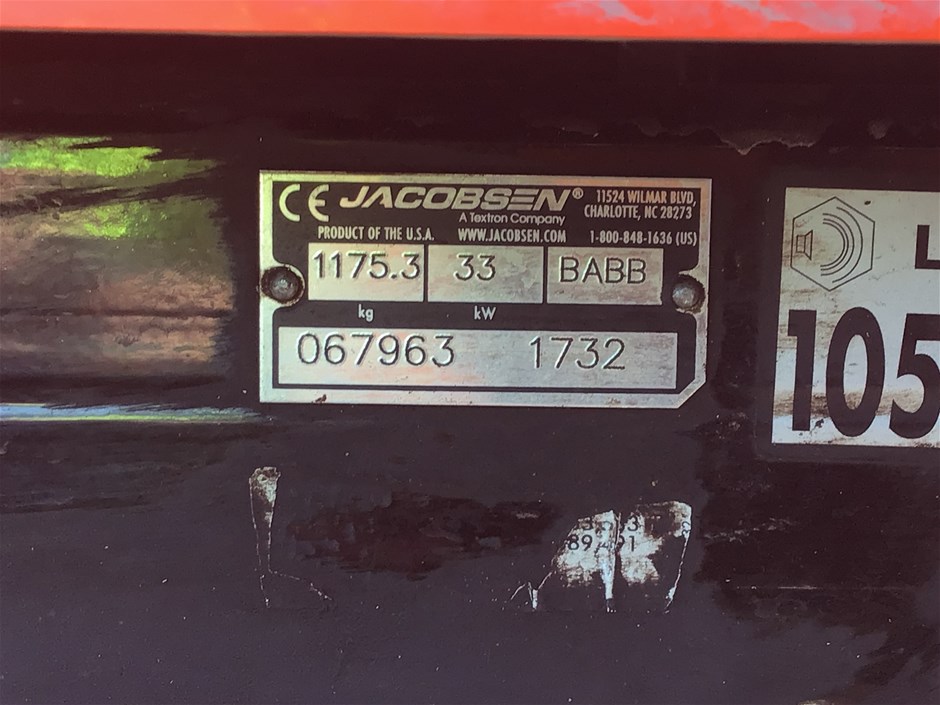 CE JACOBSEN® 11524 WILMAR BLVD,
A Textron Company CHARLOTTE, NC 28273
PRODUCT OF THE U.S.A. WWW.JACOBSEN.COM 1-800-848-1636 (US)
1175.3 33 BABB
kg kW
067963 1732
L
105